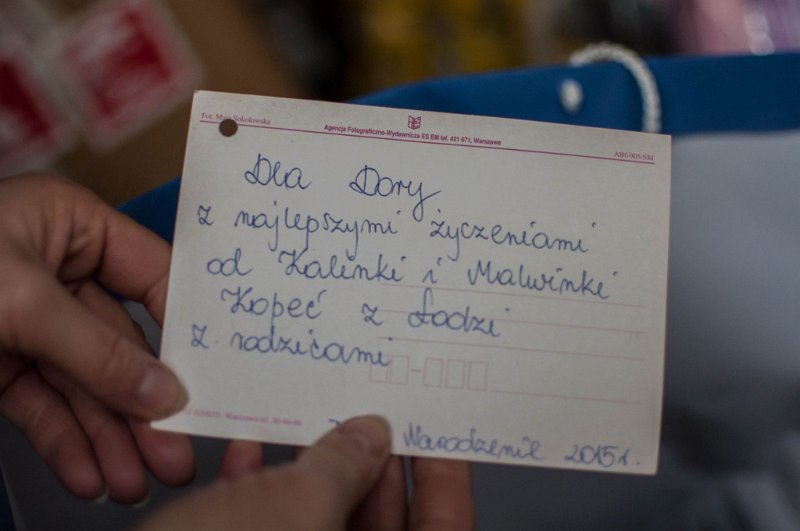 Fot. Maja Sokołowska
Agencja Fotograficzno-Wydawnicza ES EM tel. 421 671, Warszawa
Dla Dory
z najlepszymi życzeniami
od Kalinki i Malwinki
Kopeć z Łodzi
z rodzicami
Narodzenie 2015 r.